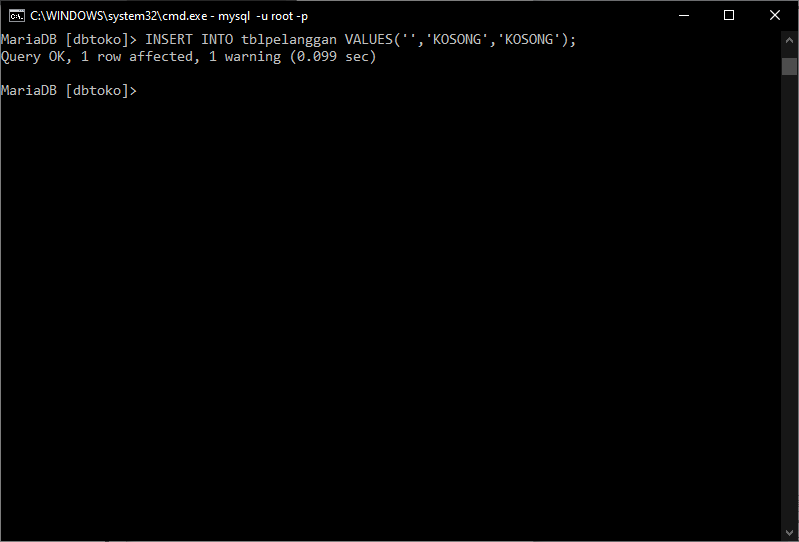 C:\WINDOWS\system32\cmd.exe - mysql  -u root -p
MariaDB [dbtoko]> INSERT INTO tblpelanggan VALUES('','KOSONG','KOSONG');
Query OK, 1 row affected, 1 warning (0.099 sec)
MariaDB [dbtoko]>